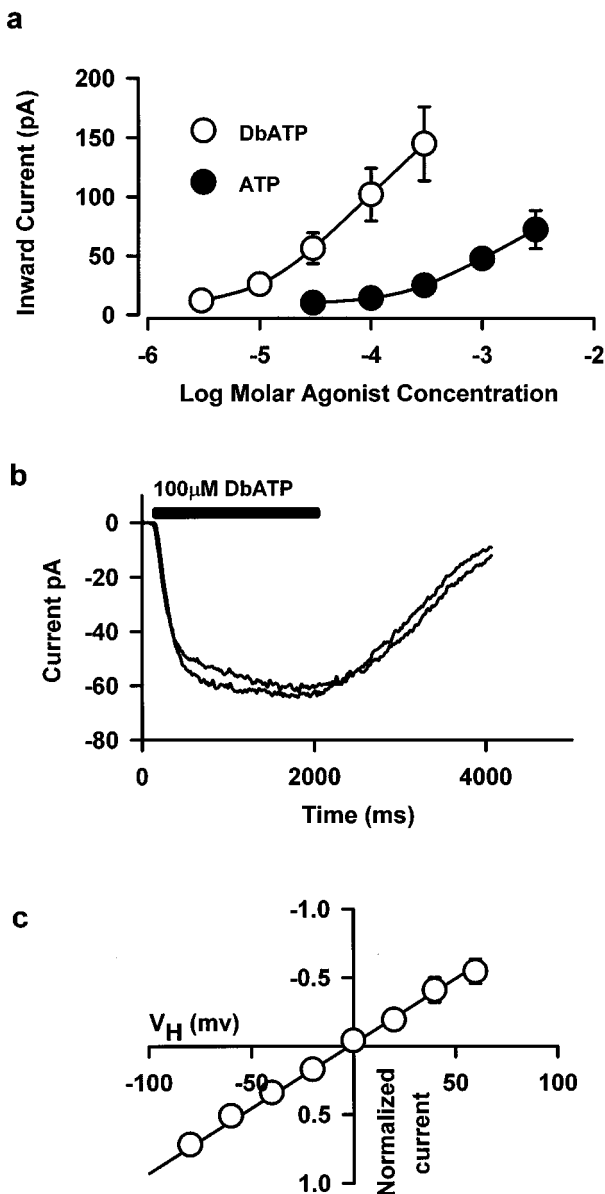 a
200
150
100
50
0
Inward Current (pA)
DbATP
ATP
-6 -5 -4 -3 -2
Log Molar Agonist Concentration
b
100μM DbATP
0
-20
-40
-60
-80
Current pA
0 2000 4000
Time (ms)
c
-1.0
-0.5
VH (mv)
-100 -50 50 100
0.5
1.0
Normalized
current